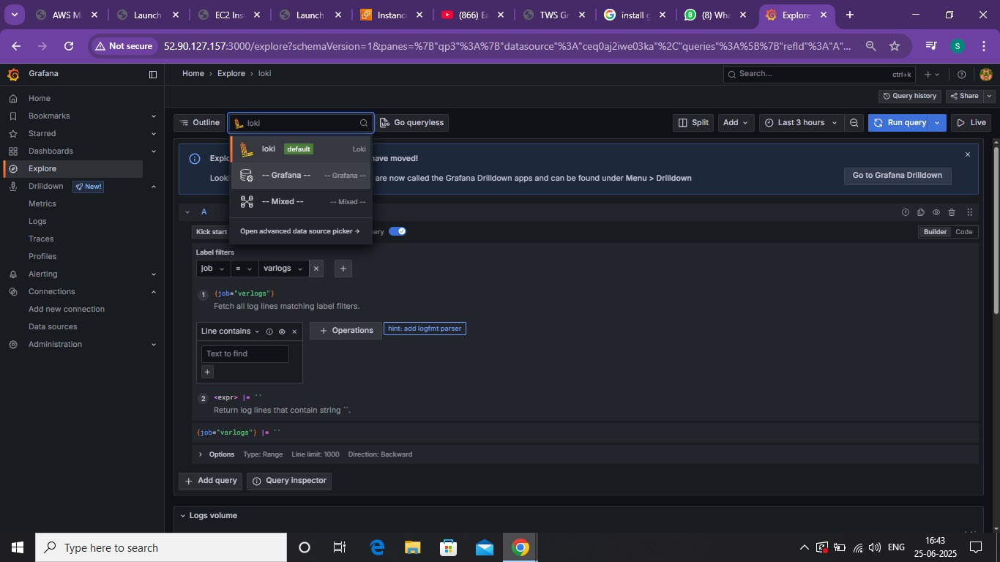 AWS M
Launch
EC2 Ins
Launch
Instanc
(866) E
TWS G
install g
(8) Wha
Explore
Not secure
52.90.127.157:3000/explore?schemaVersion=1&panes=%7B"qp3"%3A%7B"datasource"%3A"ceq0aj2iwe03ka"%2C"queries"%3A%5B%7B"refId"%3A"A"...
S
Grafana
Home › Explore › loki
Search...
ctrl+k
Home
Bookmarks
Starred
Dashboards
Explore
Drilldown
New!
Metrics
Logs
Traces
Profiles
Alerting
Connections
Add new connection
Data sources
Administration
Query history
Share
Outline
loki
Go queryless
Split
Add
Last 3 hours
Run query
Live
loki default Loki
-- Grafana -- -- Grafana --
-- Mixed -- -- Mixed --
Open advanced data source picker →
Explo
have moved!
Looki
are now called the Grafana Drilldown apps and can be found under Menu > Drilldown
Go to Grafana Drilldown
A
Kick start
ery
Builder
Code
Label filters
job = varlogs
1 {job="varlogs"}
Fetch all log lines matching label filters.
Line contains
Operations
hint: add logfmt parser
Text to find
2 <expr> |= ``
Return log lines that contain string ``.
{job="varlogs"} |= ``
Options Type: Range Line limit: 1000 Direction: Backward
Add query
Query inspector
Logs volume
Type here to search
ENG
16:43
25-06-2025